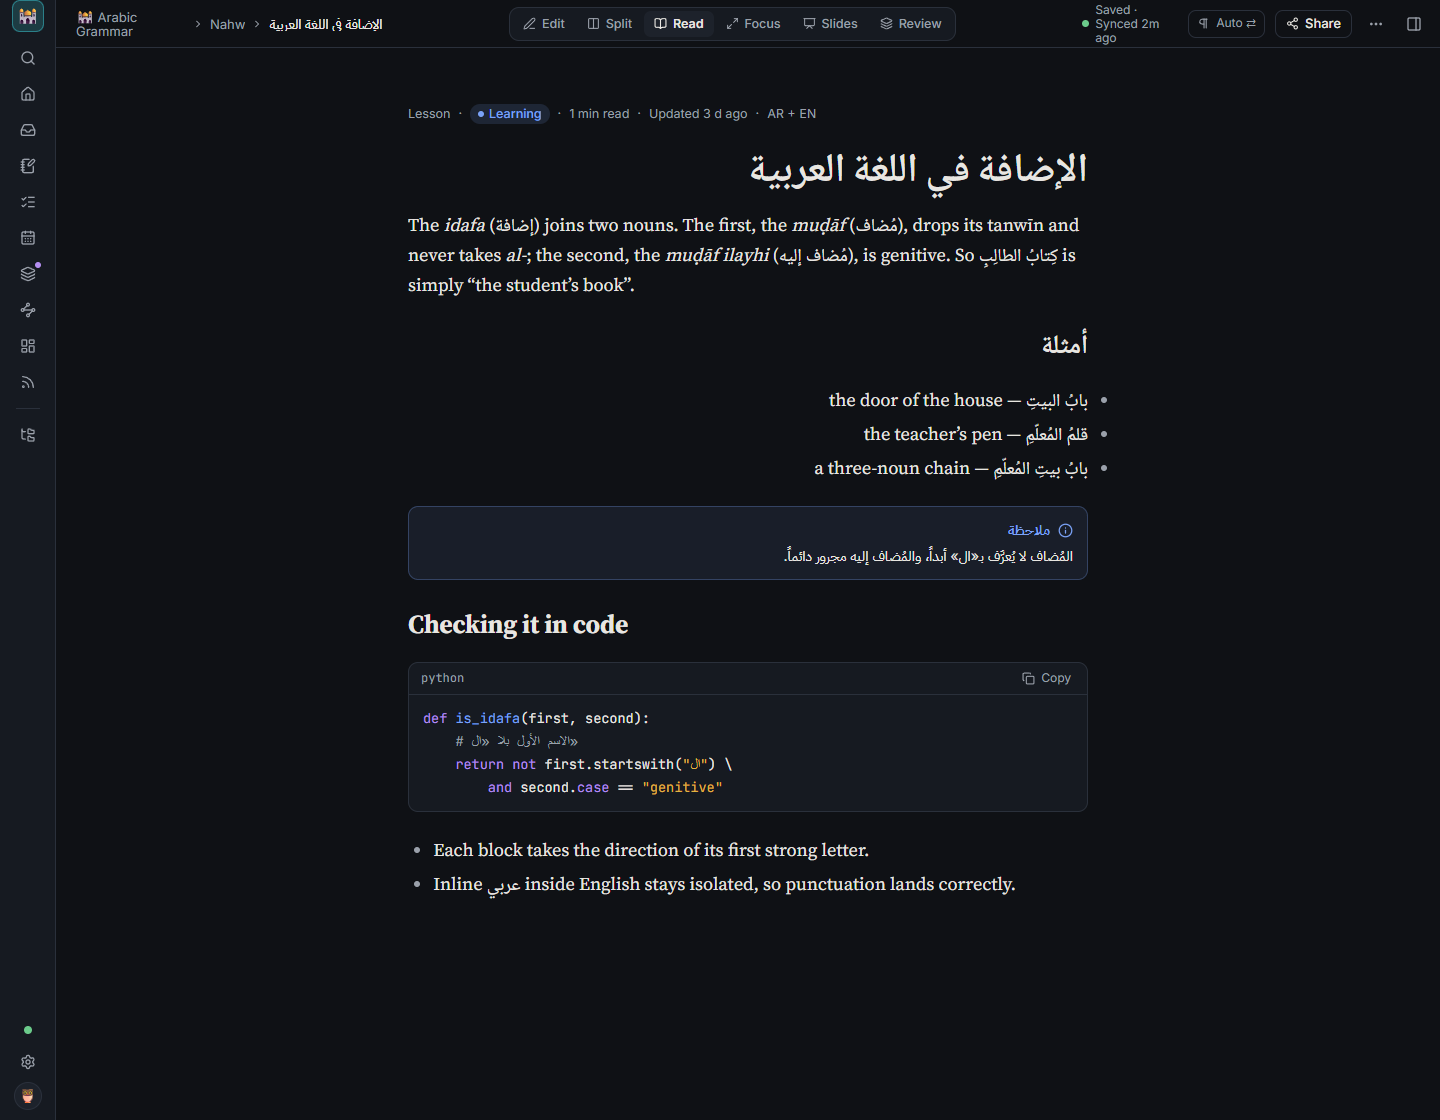 Arabic Grammar › Nahw › الإضافة في اللغة العربية
Edit Split Read Focus Slides Review
Saved · Synced 2m ago
Auto
Share
Lesson · Learning · 1 min read · Updated 3 d ago · AR + EN
الإضافة في اللغة العربية
The idafa (إضافة) joins two nouns. The first, the muḍāf (مُضاف), drops its tanwīn and
never takes al-; the second, the muḍāf ilayhi (مُضاف إليه), is genitive. So كِتابُ الطالِبِ is
simply “the student’s book”.
أمثلة
بابُ البيتِ — the door of the house
قلمُ المُعلّمِ — the teacher’s pen
بابُ بيتِ المُعلّمِ — a three-noun chain
ملاحظة
المُضاف لا يُعرَّف بـ«ال» أبداً، والمُضاف إليه مجرور دائماً.
Checking it in code
python
Copy
def is_idafa(first, second):
# الاسم الأول بلا «ال»
return not first.startswith("ال") \
and second.case == "genitive"
Each block takes the direction of its first strong letter.
Inline عربي inside English stays isolated, so punctuation lands correctly.